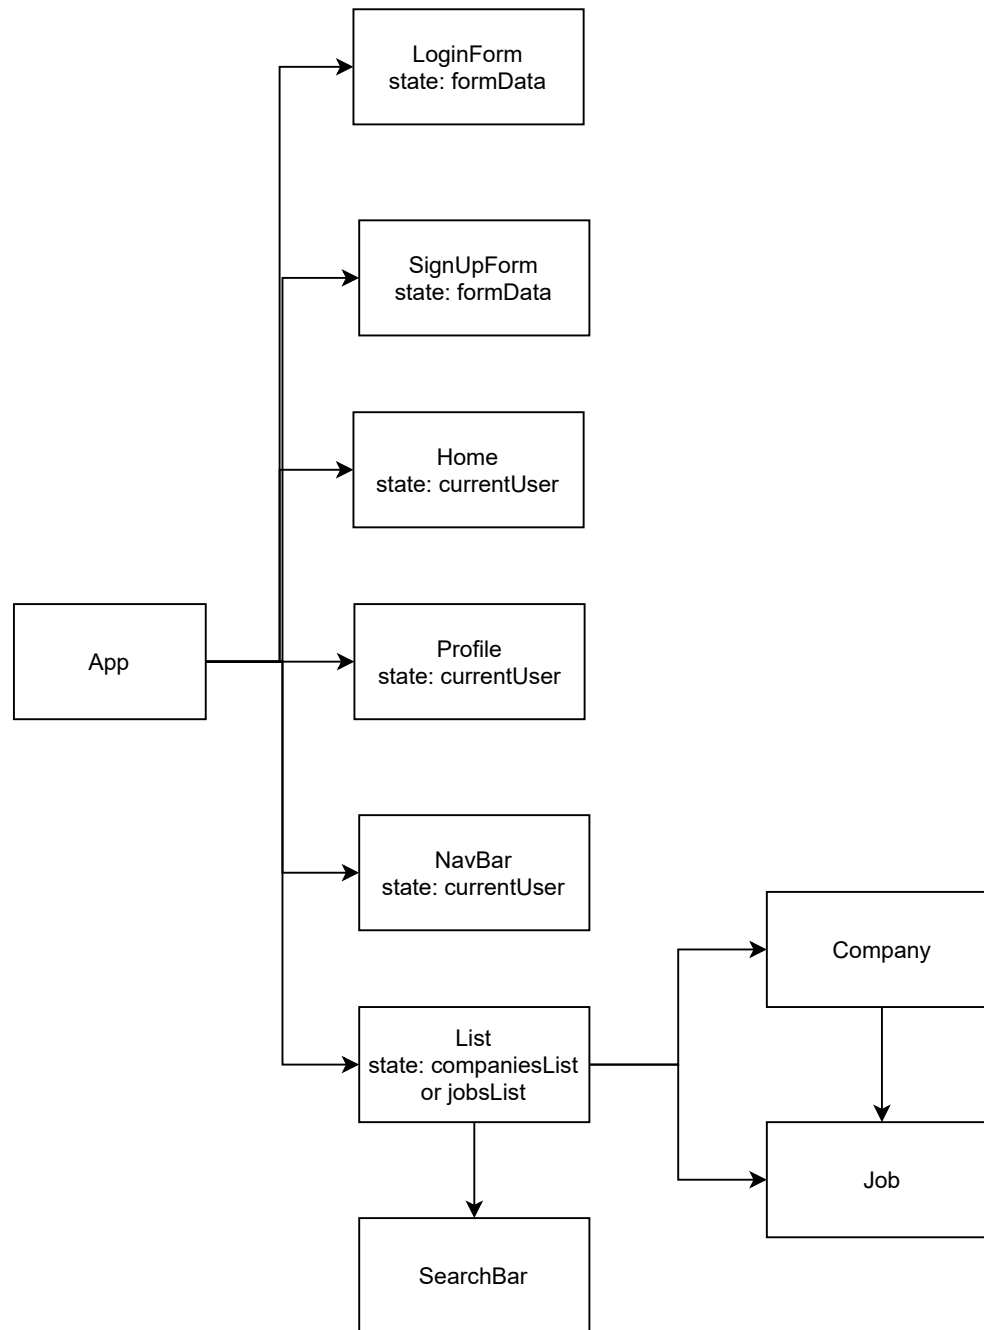 LoginForm
state: formData
SignUpForm
state: formData
Home
state: currentUser
App
Profile
state: currentUser
NavBar
state: currentUser
Company
List
state: companiesList
or jobsList
Job
SearchBar